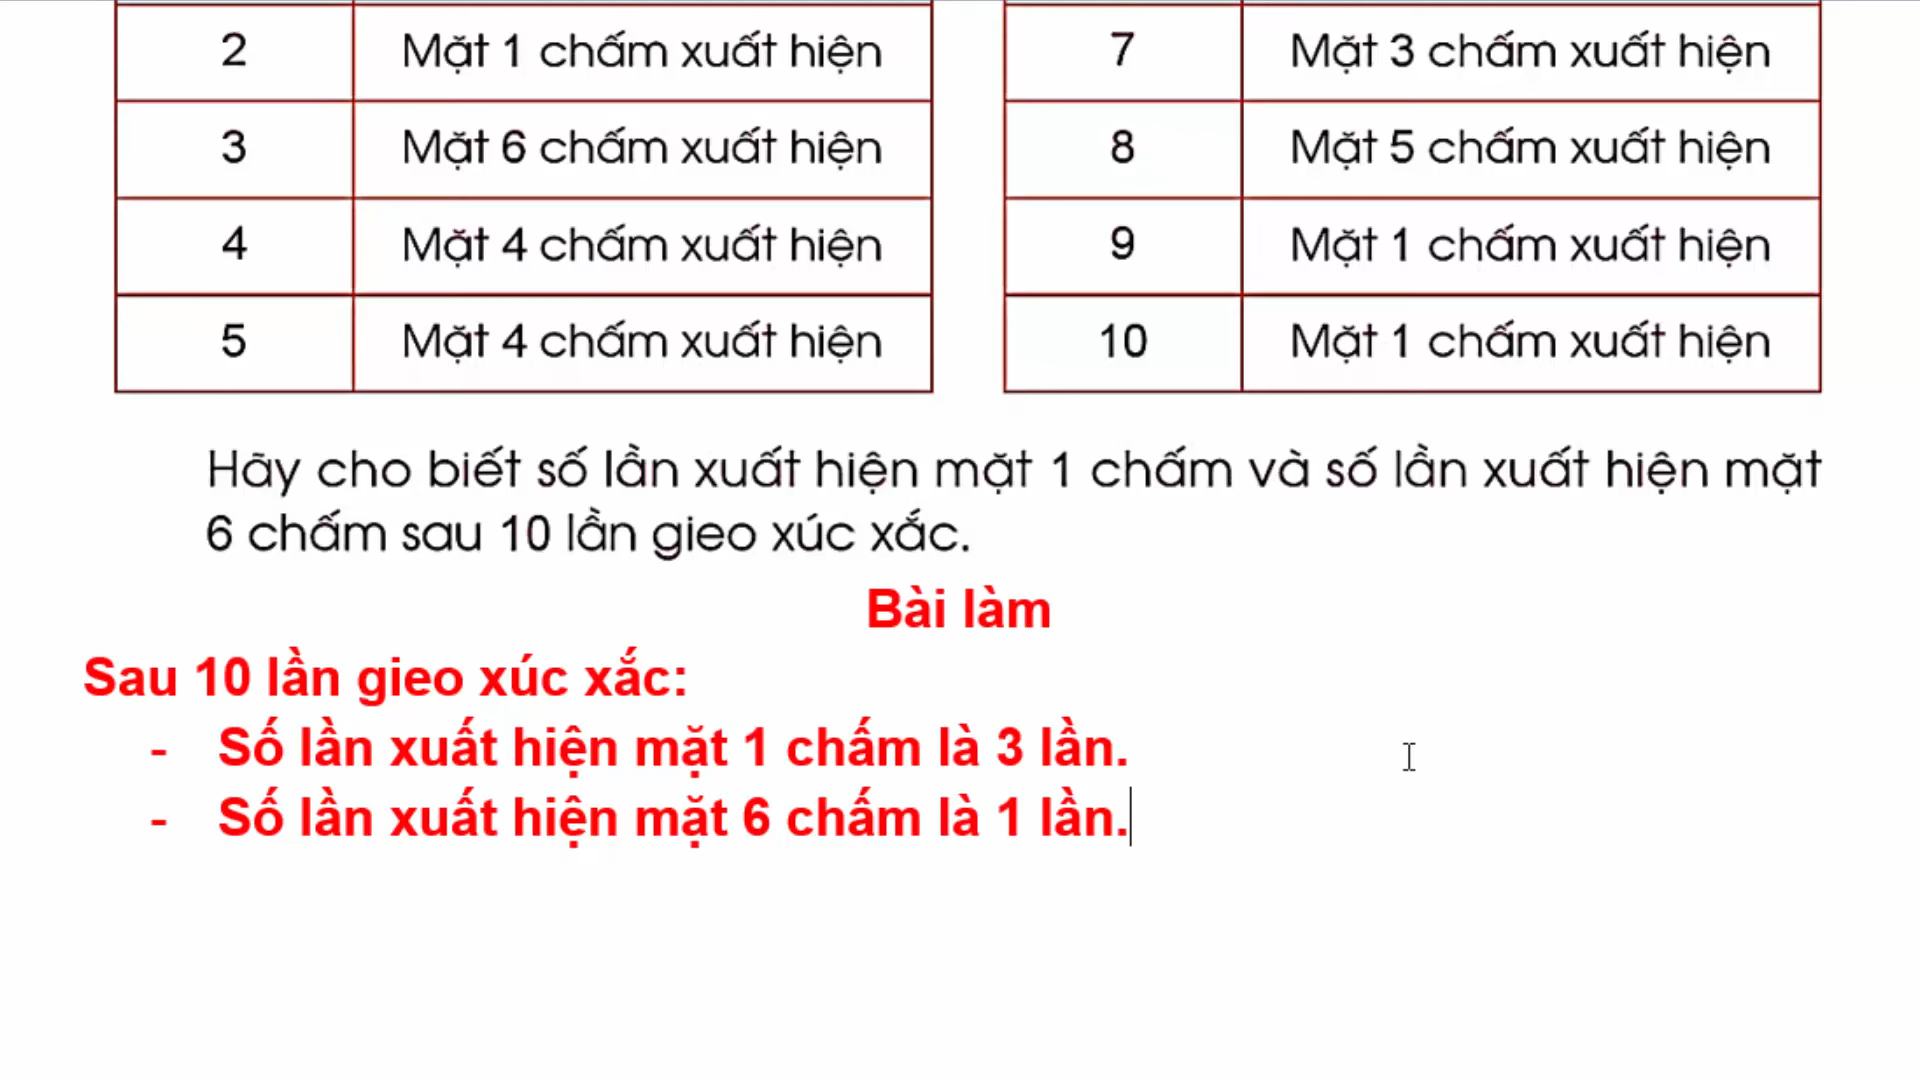 2 Mặt 1 chấm xuất hiện 7 Mặt 3 chấm xuất hiện
3 Mặt 6 chấm xuất hiện 8 Mặt 5 chấm xuất hiện
4 Mặt 4 chấm xuất hiện 9 Mặt 1 chấm xuất hiện
5 Mặt 4 chấm xuất hiện 10 Mặt 1 chấm xuất hiện
Hãy cho biết số lần xuất hiện mặt 1 chấm và số lần xuất hiện mặt
6 chấm sau 10 lần gieo xúc xắc.
Bài làm
Sau 10 lần gieo xúc xắc:
- Số lần xuất hiện mặt 1 chấm là 3 lần.
- Số lần xuất hiện mặt 6 chấm là 1 lần.